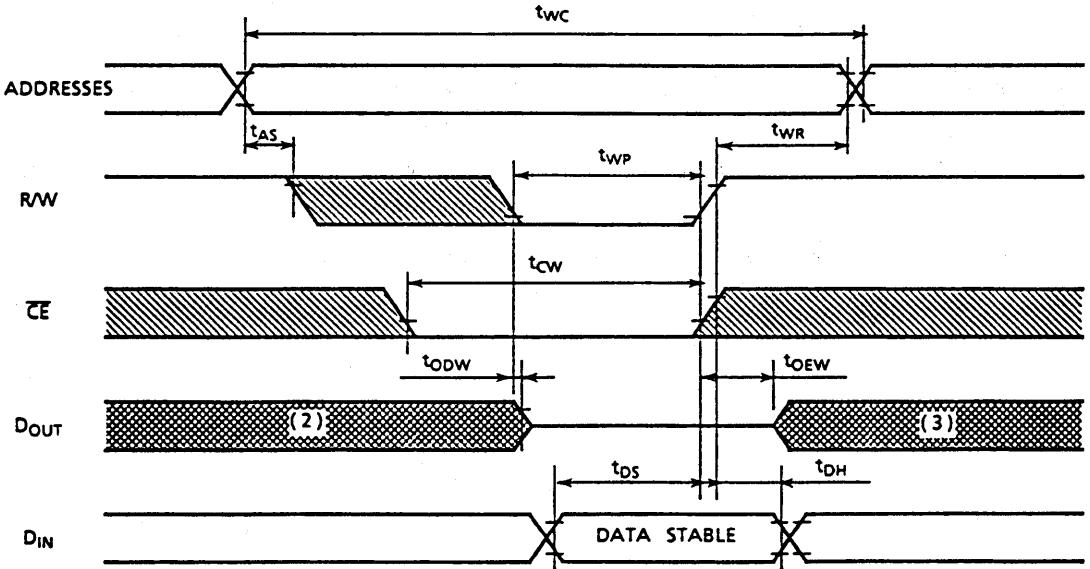 tWC
ADDRESSES
tAS
tWR
tWP
R/W
tCW
CE
tODW
tOEW
DOUT
(2)
(3)
tDS
tDH
DIN
DATA STABLE